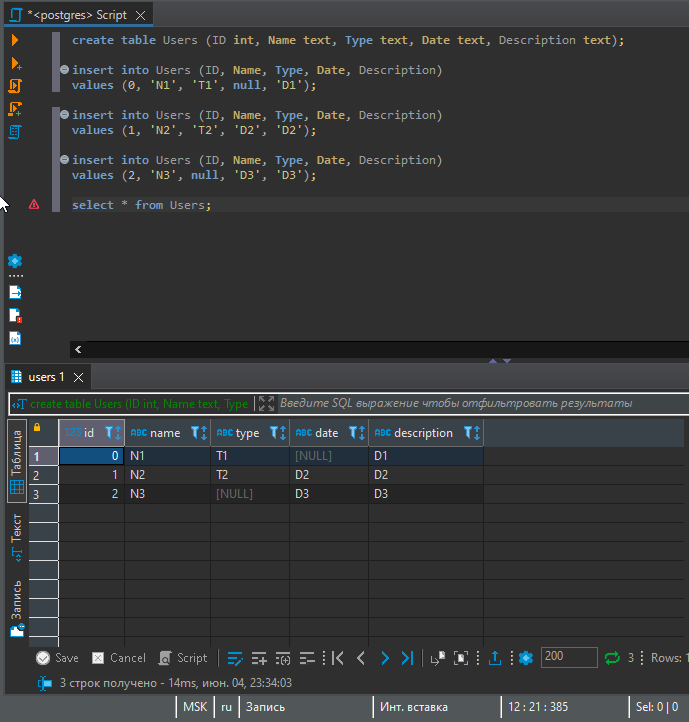 *<postgres> Script
create table Users (ID int, Name text, Type text, Date text, Description text);
insert into Users (ID, Name, Type, Date, Description)
values (0, 'N1', 'T1', null, 'D1');
insert into Users (ID, Name, Type, Date, Description)
values (1, 'N2', 'T2', 'D2', 'D2');
insert into Users (ID, Name, Type, Date, Description)
values (2, 'N3', null, 'D3', 'D3');
select * from Users;
users 1
create table Users (ID int, Name text, Type Введите SQL выражение чтобы отфильтровать результаты
Таблица
Текст
Запись
123 id ABC name ABC type ABC date ABC description
1 0 N1 T1 [NULL] D1
2 1 N2 T2 D2 D2
3 2 N3 [NULL] D3 D3
Save Cancel Script 200 3 Rows: 1
3 строк получено - 14ms, июн. 04, 23:34:03
MSK ru Запись Инт. вставка 12 : 21 : 385 Sel: 0 | 0